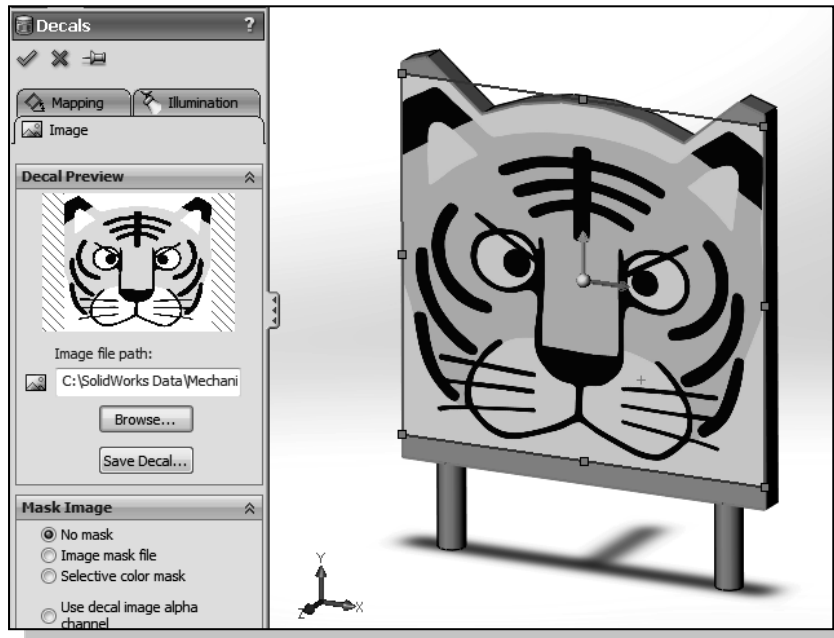 Decals ?
Mapping Illumination
Image
Decal Preview
Image file path:
C:\SolidWorks Data\Mechani
Browse...
Save Decal...
Mask Image
No mask
Image mask file
Selective color mask
Use decal image alpha
channel
Y
Z X